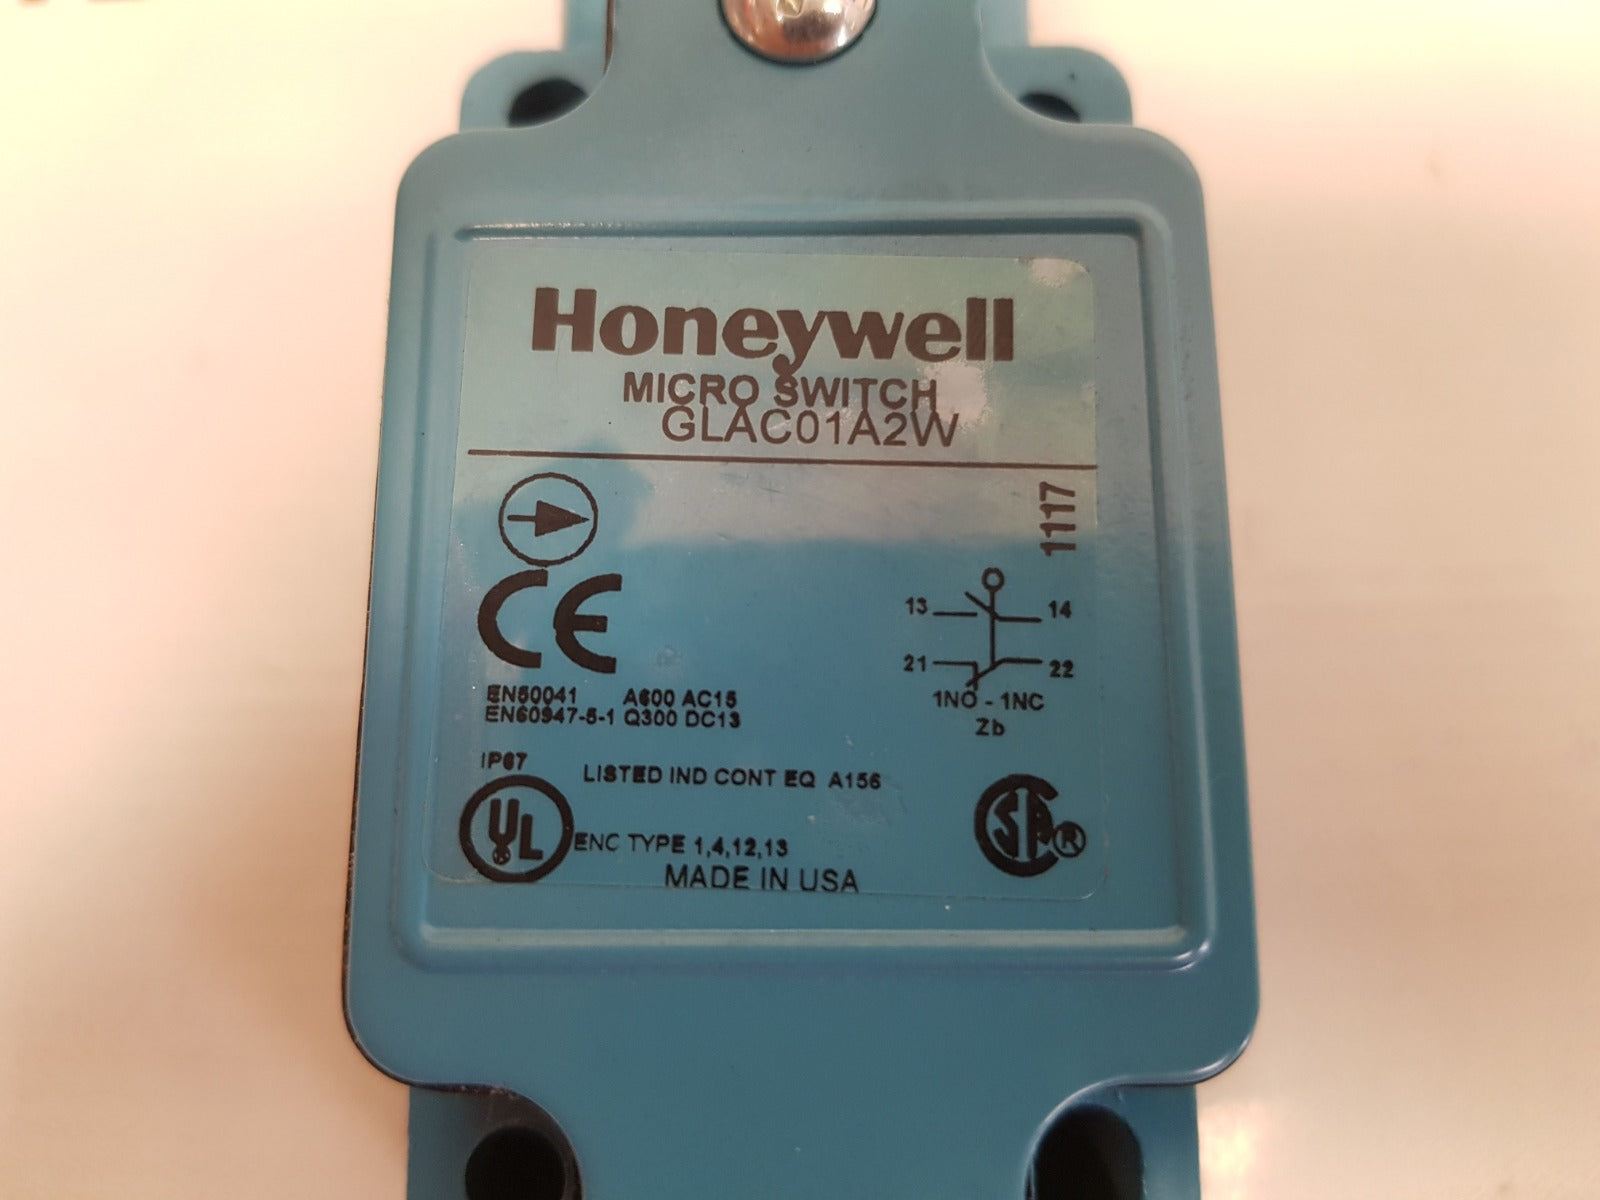 Honeywell
MICRO SWITCH
GLAC01A2W
1117
CE
13 14
21 22
1NO - 1NC
Zb
EN50041 A600 AC15
EN60947-5-1 Q300 DC13
IP67
LISTED IND CONT EQ A156
UL
SA ®
ENC TYPE 1,4,12,13
MADE IN USA